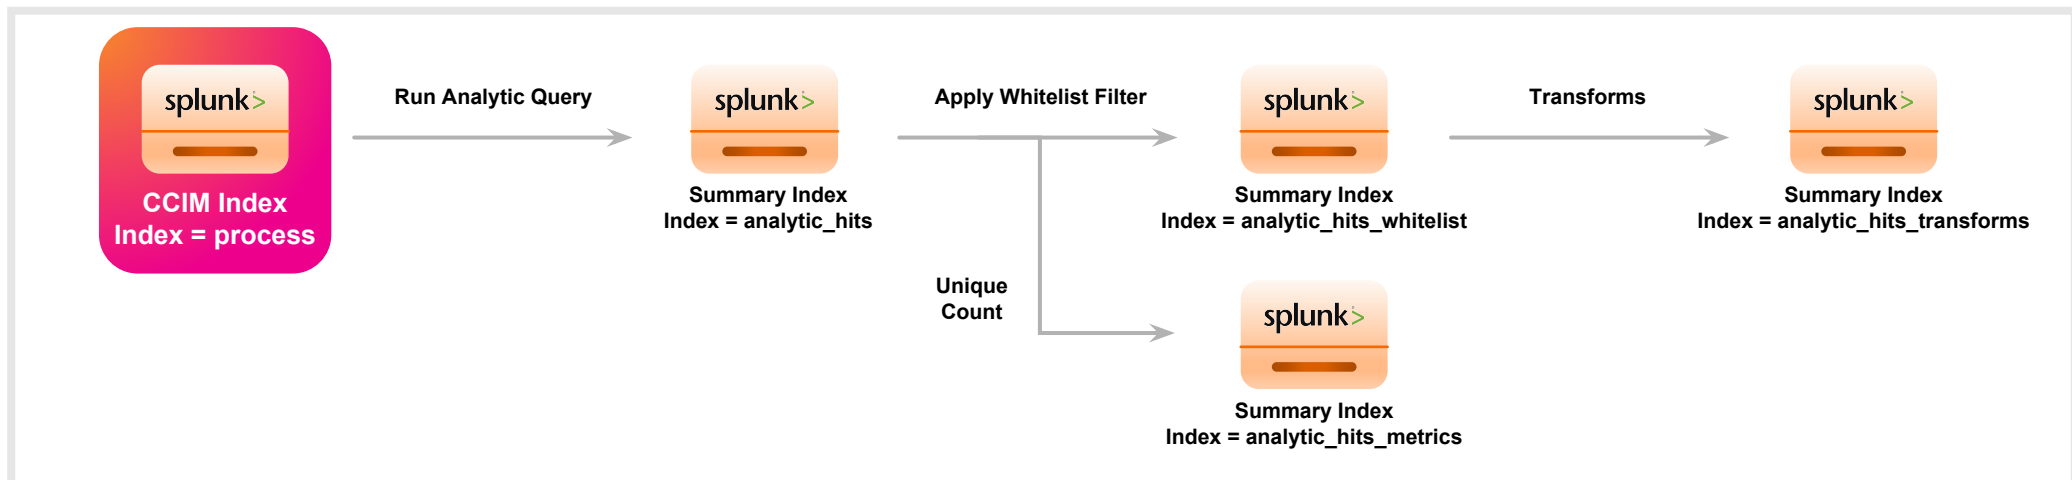 splunk>
CCIM Index
Index = process
Run Analytic Query
splunk>
Summary Index
Index = analytic_hits
Apply Whitelist Filter
splunk>
Summary Index
Index = analytic_hits_whitelist
Transforms
splunk>
Summary Index
Index = analytic_hits_transforms
Unique
Count
splunk>
Summary Index
Index = analytic_hits_metrics